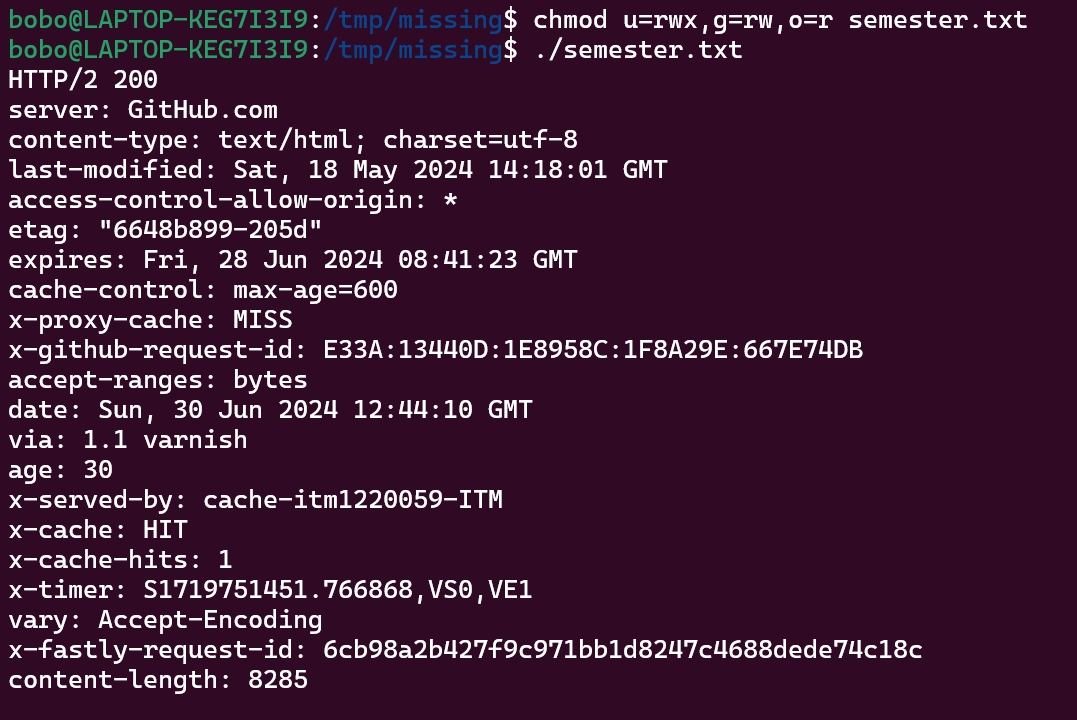 bobo@LAPTOP-KEG7I3I9:/tmp/missing$ chmod u=rwx,g=rw,o=r semester.txt
bobo@LAPTOP-KEG7I3I9:/tmp/missing$ ./semester.txt
HTTP/2 200
server: GitHub.com
content-type: text/html; charset=utf-8
last-modified: Sat, 18 May 2024 14:18:01 GMT
access-control-allow-origin: *
etag: "6648b899-205d"
expires: Fri, 28 Jun 2024 08:41:23 GMT
cache-control: max-age=600
x-proxy-cache: MISS
x-github-request-id: E33A:13440D:1E8958C:1F8A29E:667E74DB
accept-ranges: bytes
date: Sun, 30 Jun 2024 12:44:10 GMT
via: 1.1 varnish
age: 30
x-served-by: cache-itm1220059-ITM
x-cache: HIT
x-cache-hits: 1
x-timer: S1719751451.766868,VS0,VE1
vary: Accept-Encoding
x-fastly-request-id: 6cb98a2b427f9c971bb1d8247c4688dede74c18c
content-length: 8285